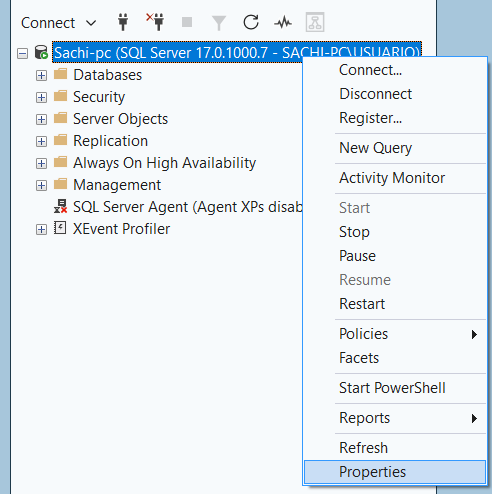 Connect
Sachi-pc (SQL Server 17.0.1000.7 - SACHI-PC\USUARIO)
Databases
Security
Server Objects
Replication
Always On High Availability
Management
SQL Server Agent (Agent XPs disab
XEvent Profiler
Connect...
Disconnect
Register...
New Query
Activity Monitor
Start
Stop
Pause
Resume
Restart
Policies
Facets
Start PowerShell
Reports
Refresh
Properties